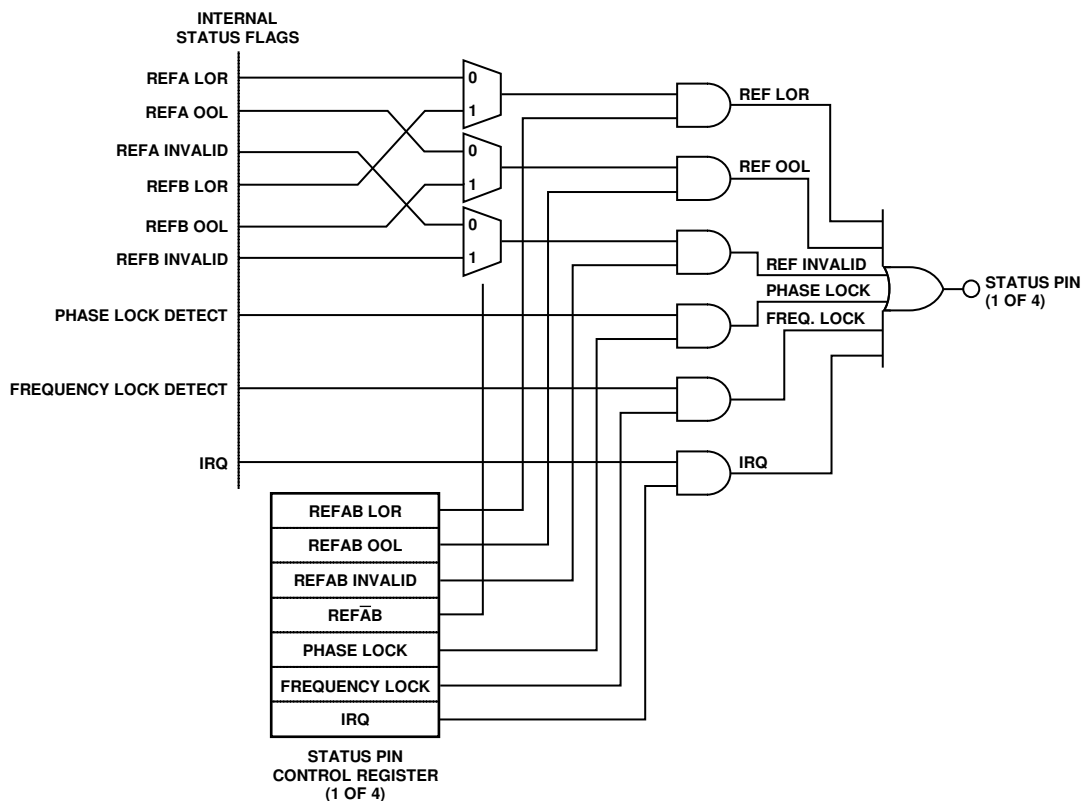 INTERNAL
STATUS FLAGS
REFA LOR
REFA OOL
REFA INVALID
REFB LOR
REFB OOL
REFB INVALID
PHASE LOCK DETECT
FREQUENCY LOCK DETECT
IRQ
0
1
0
1
0
1
REF LOR
REF OOL
REF INVALID
PHASE LOCK
FREQ. LOCK
IRQ
STATUS PIN
(1 OF 4)
REFAB LOR
REFAB OOL
REFAB INVALID
REFA̅B
PHASE LOCK
FREQUENCY LOCK
IRQ
STATUS PIN
CONTROL REGISTER
(1 OF 4)